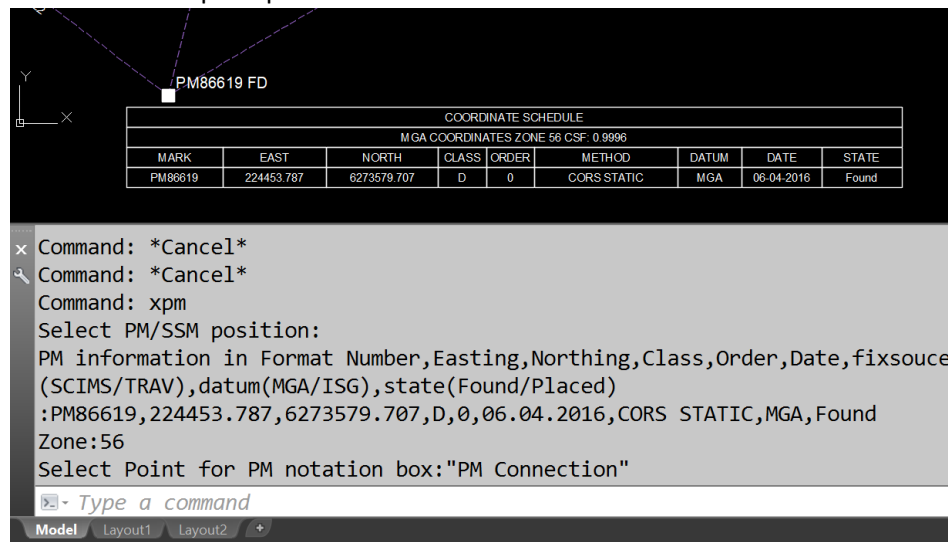 Y
PM86619 FD
X
COORDINATE SCHEDULE
MGA COORDINATES ZONE 56 CSF: 0.9996
MARK EAST NORTH CLASS ORDER METHOD DATUM DATE STATE
PM86619 224453.787 6273579.707 D 0 CORS STATIC MGA 06-04-2016 Found
Command: *Cancel*
Command: *Cancel*
Command: xpm
Select PM/SSM position:
PM information in Format Number,Easting,Northing,Class,Order,Date,fixsouce
(SCIMS/TRAV),datum(MGA/ISG),state(Found/Placed)
:PM86619,224453.787,6273579.707,D,0,06.04.2016,CORS STATIC,MGA,Found
Zone:56
Select Point for PM notation box:"PM Connection"
Type a command
Model Layout1 Layout2 +